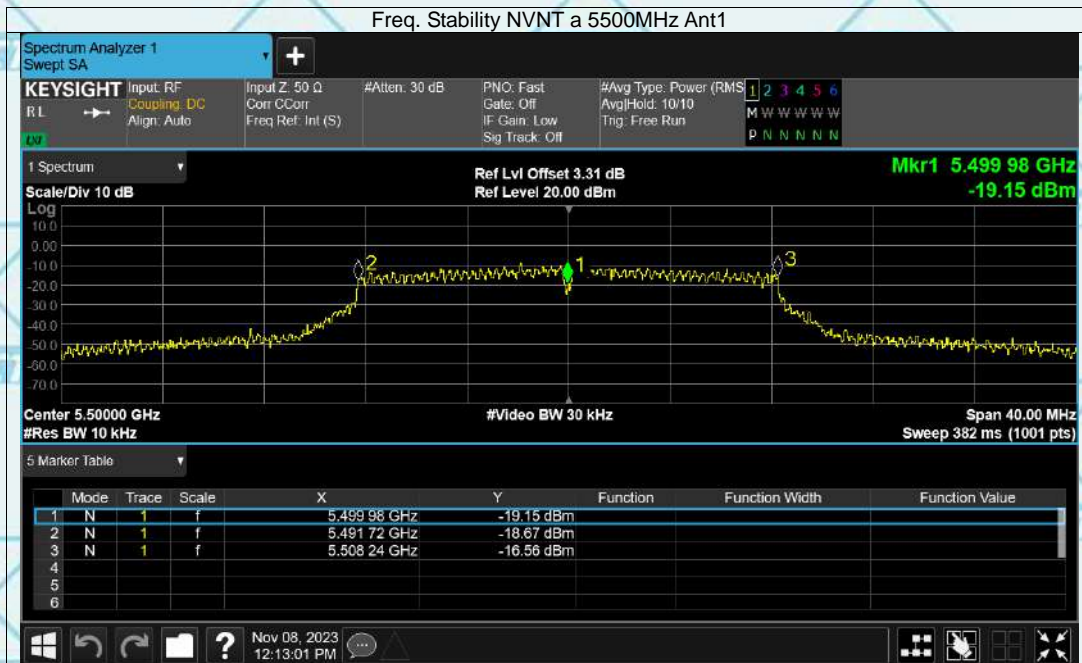 Freq. Stability NVNT a 5500MHz Ant1
Spectrum Analyzer 1
Swept SA
+
KEYSIGHT Input: RF Input Z: 50 Ω #Atten: 30 dB PNO: Fast #Avg Type: Power (RMS 1 2 3 4 5 6
R L Coupling: DC Corr CCorr Gate: Off Avg|Hold: 10/10 M W W W W W
Align: Auto Freq Ref: Int (S) IF Gain: Low Trig: Free Run
LXI Sig Track: Off P N N N N N
1 Spectrum Ref Lvl Offset 3.31 dB Mkr1 5.499 98 GHz
Scale/Div 10 dB Ref Level 20.00 dBm -19.15 dBm
Log
10.0
0.00
-10.0 2 1 3
-20.0
-30.0
-40.0
-50.0
-60.0
-70.0
Center 5.50000 GHz #Video BW 30 kHz Span 40.00 MHz
#Res BW 10 kHz Sweep 382 ms (1001 pts)
5 Marker Table
Mode Trace Scale X Y Function Function Width Function Value
1 N 1 f 5.499 98 GHz -19.15 dBm
2 N 1 f 5.491 72 GHz -18.67 dBm
3 N 1 f 5.508 24 GHz -16.56 dBm
4
5
6
? Nov 08, 2023
12:13:01 PM